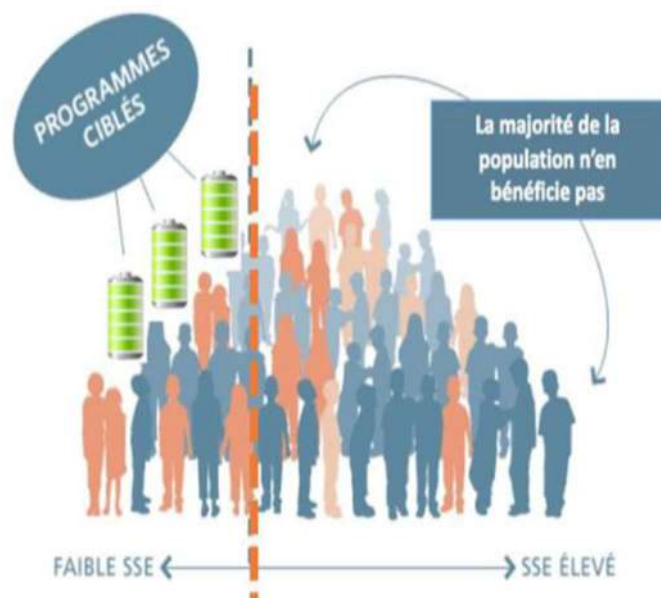 PROGRAMMES
CIBLÉS
La majorité de la
population n'en
bénéficie pas
FAIBLE SSE
SSE ÉLEVÉ